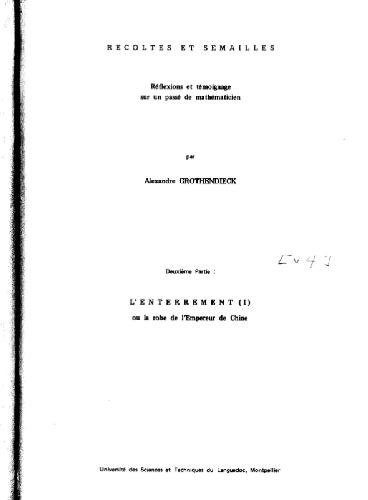 RECOLTES ET SEMAILLES
Réflexions et témoignage
sur un passé de mathématicien
par
Alexandre GROTHENDIECK
Deuxième Partie :
L'ENTERREMENT (I)
ou la robe de l'Empereur de Chine
Université des Sciences et Techniques du Languedoc, Montpellier